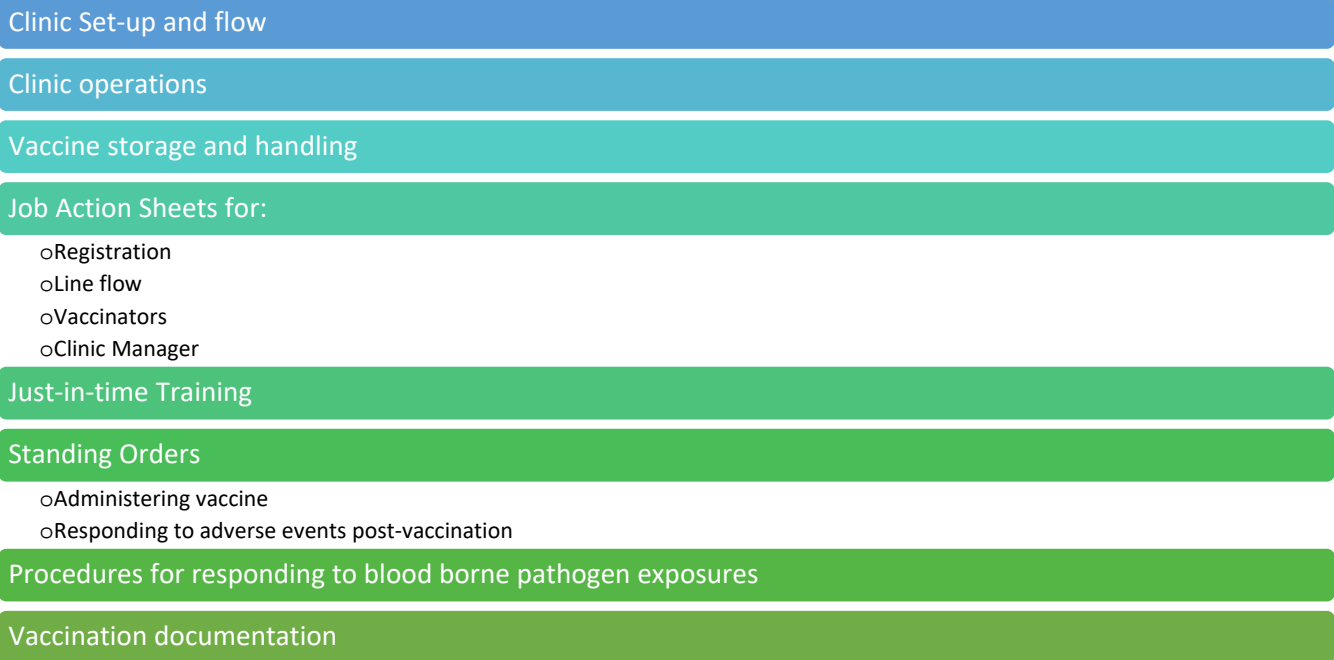 Clinic Set-up and flow
Clinic operations
Vaccine storage and handling
Job Action Sheets for:
oRegistration
oLine flow
oVaccinators
oClinic Manager
Just-in-time Training
Standing Orders
oAdministering vaccine
oResponding to adverse events post-vaccination
Procedures for responding to blood borne pathogen exposures
Vaccination documentation